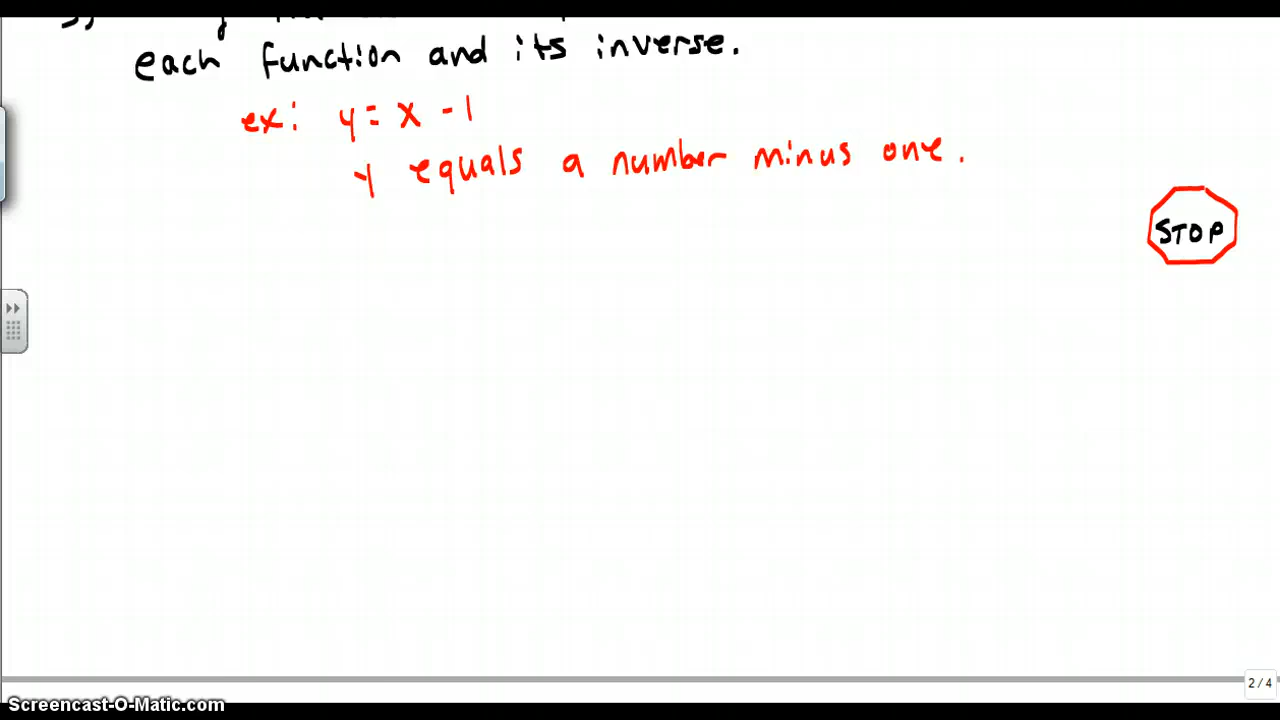 each function and its inverse.
ex: y = x - 1
y equals a number minus one.
STOP
2 / 4
Screencast-O-Matic.com